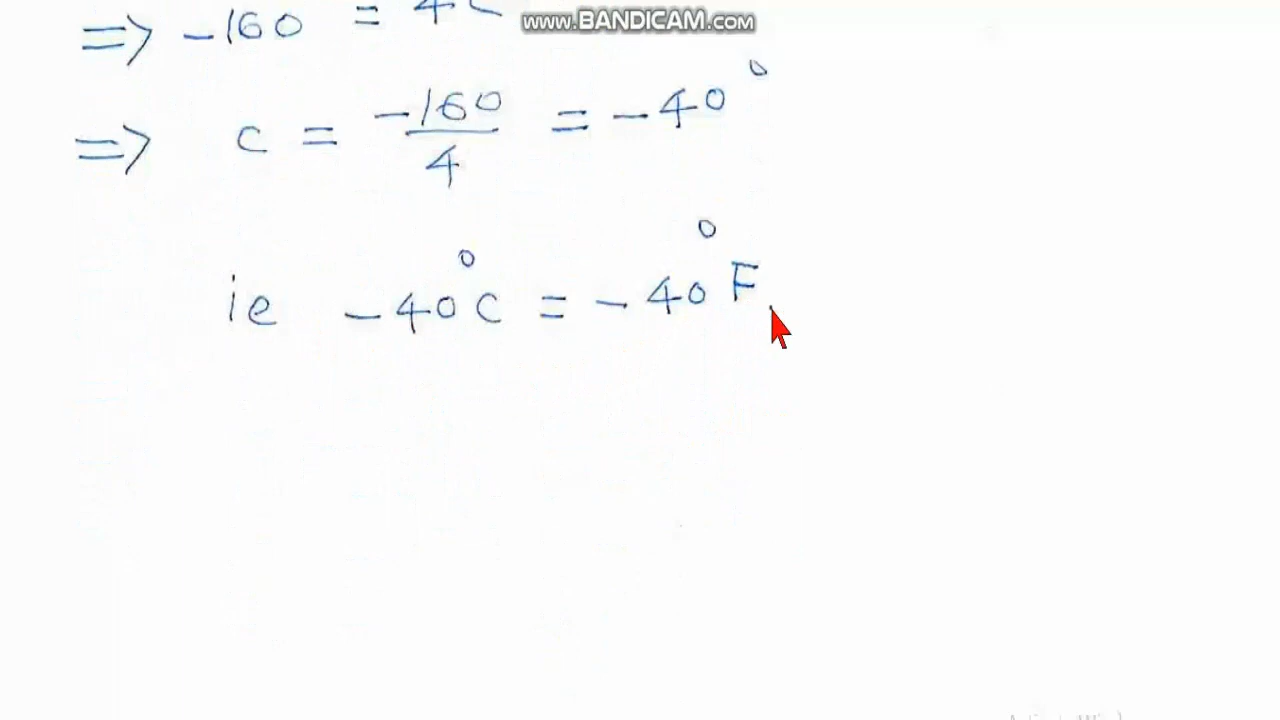 www.BANDICAM.com
=> -160 = 4C
=> C = -160/4 = -40°
ie -40°C = -40°F